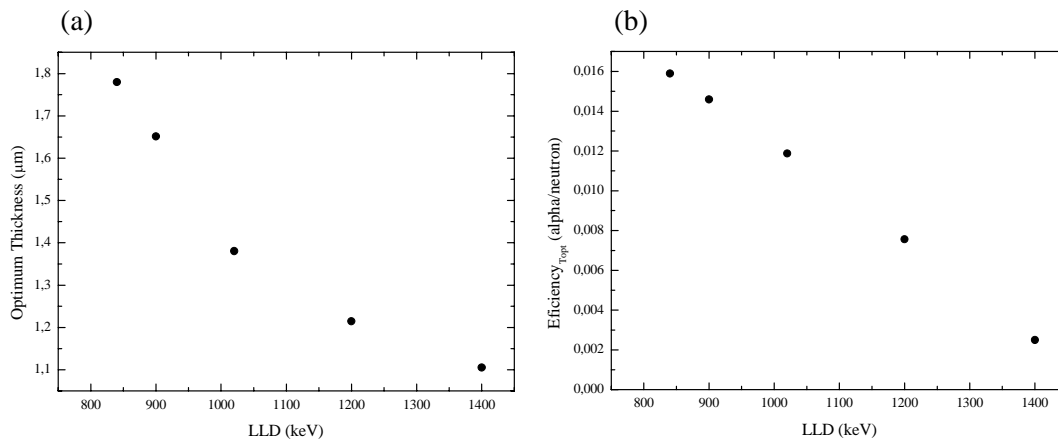 (a)
1,8
1,7
1,6
1,5
1,4
1,3
1,2
1,1
Optimum Thickness (μm)
800 900 1000 1100 1200 1300 1400
LLD (keV)
(b)
0,016
0,014
0,012
0,010
0,008
0,006
0,004
0,002
0,000
Eficiency Topt (alpha/neutron)
800 900 1000 1100 1200 1300 1400
LLD (keV)